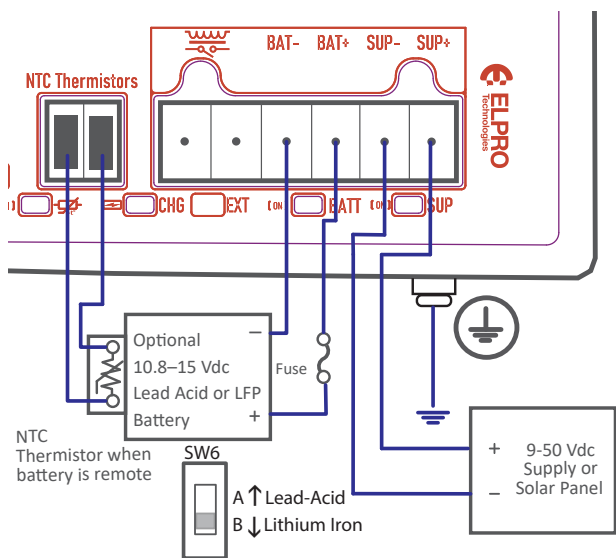 BAT- BAT+ SUP- SUP+
NTC Thermistors
ELPRO
Technologies
CHG EXT (ON BATT (ON) SUP
Optional
10.8–15 Vdc
Lead Acid or LFP
Battery
−
+
Fuse
NTC
Thermistor when
battery is remote
SW6
A ↑ Lead-Acid
B ↓ Lithium Iron
+
−
9-50 Vdc
Supply or
Solar Panel